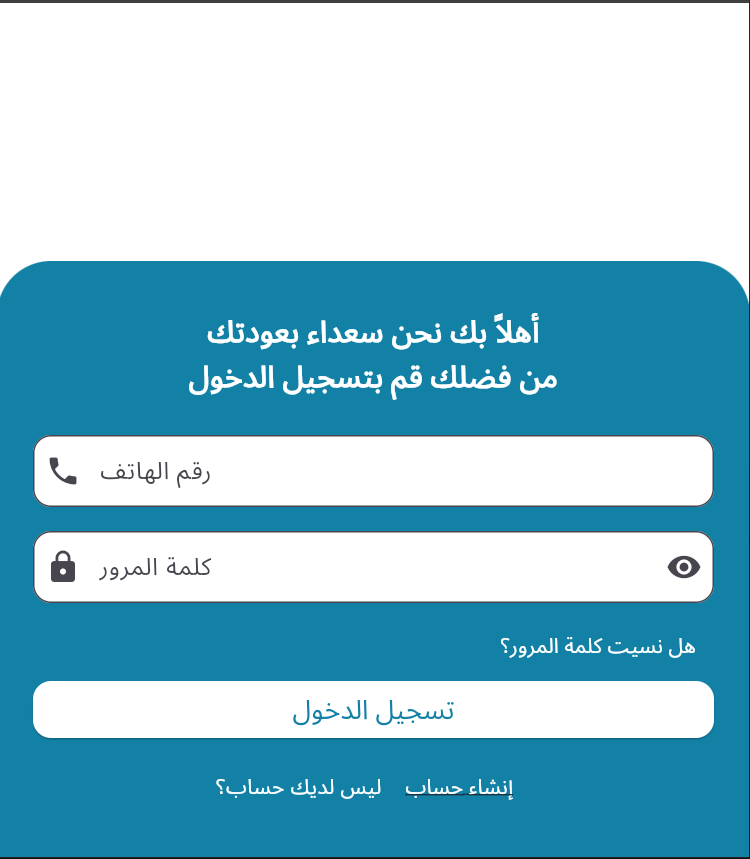 أهلاً بك نحن سعداء بعودتك
من فضلك قم بتسجيل الدخول
رقم الهاتف
كلمة المرور
هل نسيت كلمة المرور؟
تسجيل الدخول
إنشاء حساب ليس لديك حساب؟